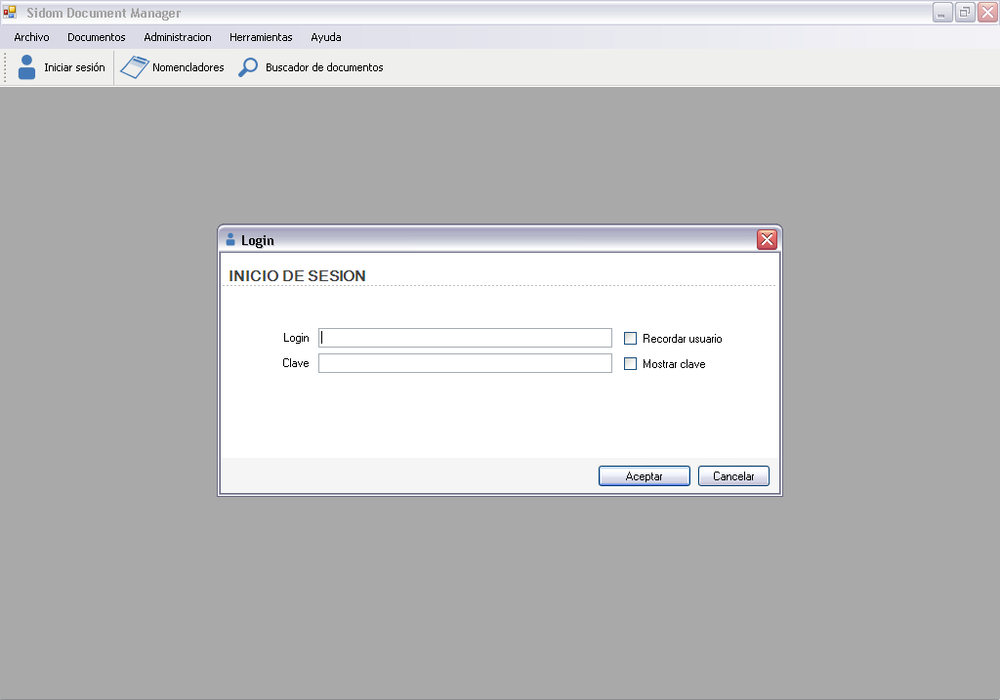 Sidom Document Manager
Archivo Documentos Administracion Herramientas Ayuda
Iniciar sesión Nomencladores Buscador de documentos
Login
INICIO DE SESION
Login Recordar usuario
Clave Mostrar clave
Aceptar Cancelar